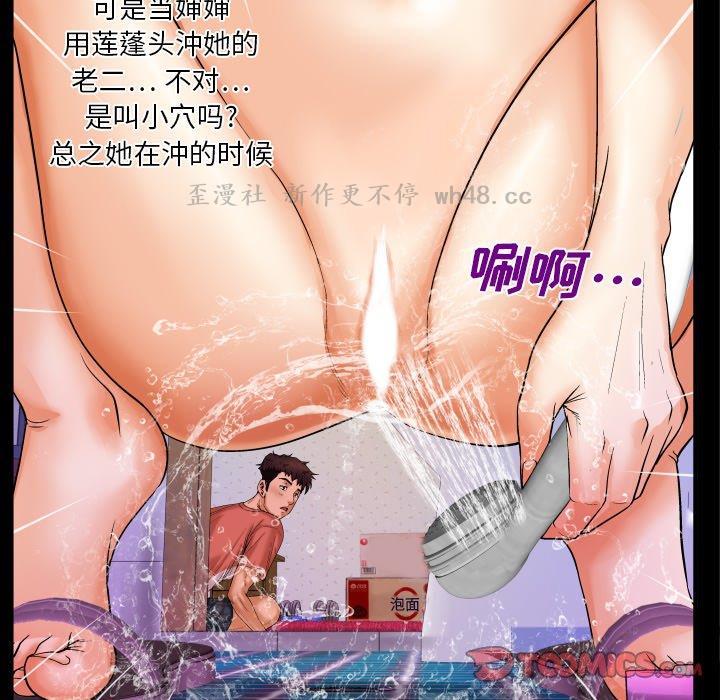 可是当婶婶
用莲蓬头沖她的
老二... 不对...
是叫小穴吗?
总之她在沖的时候
歪漫社 新作更不停 wh48.cc
唰啊...
泡面
TOOMICS.COM